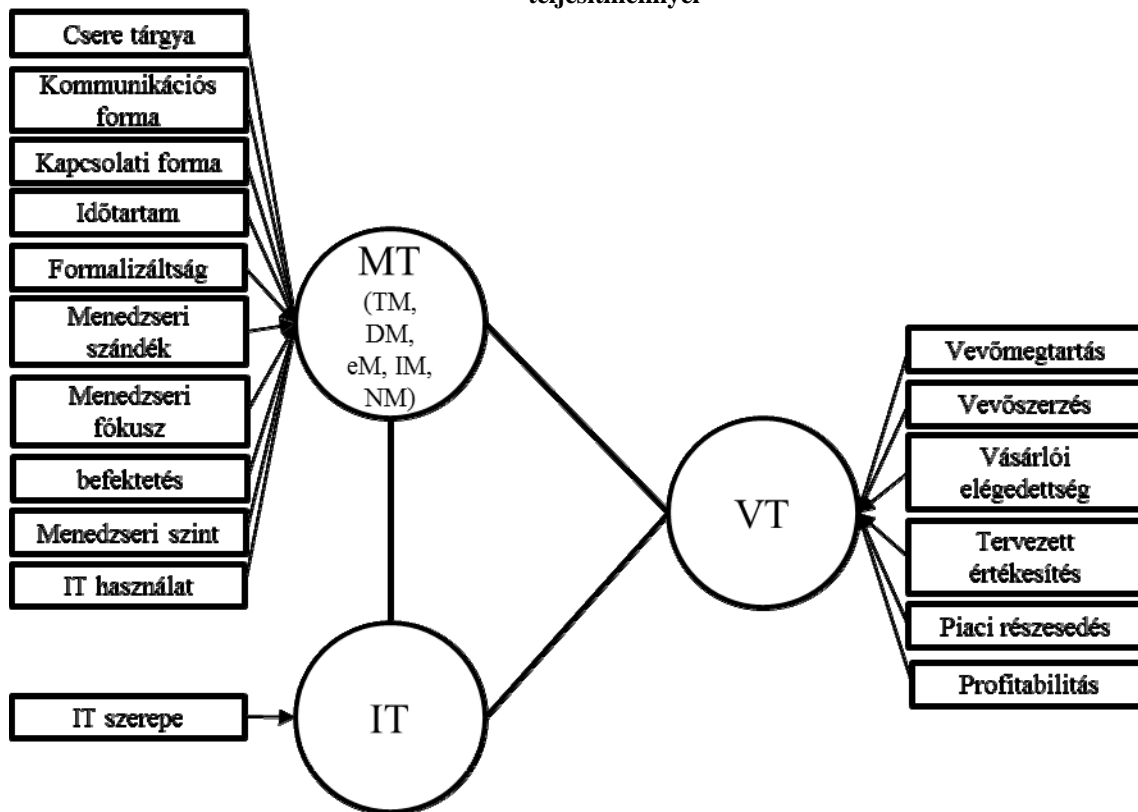 Csere tárgya
Kommunikációs
forma
Kapcsolati forma
Időtartam
Formalizáltság
Menedzseri
szándék
Menedzseri
fókusz
befektetés
Menedzseri szint
IT használat
IT szerepe
MT
(TM,
DM,
eM, IM,
NM)
IT
VT
Vevőmegtartás
Vevőszerzés
Vásárlói
elégedettség
Tervezett
értékesítés
Piaci részesedés
Profitabilitás